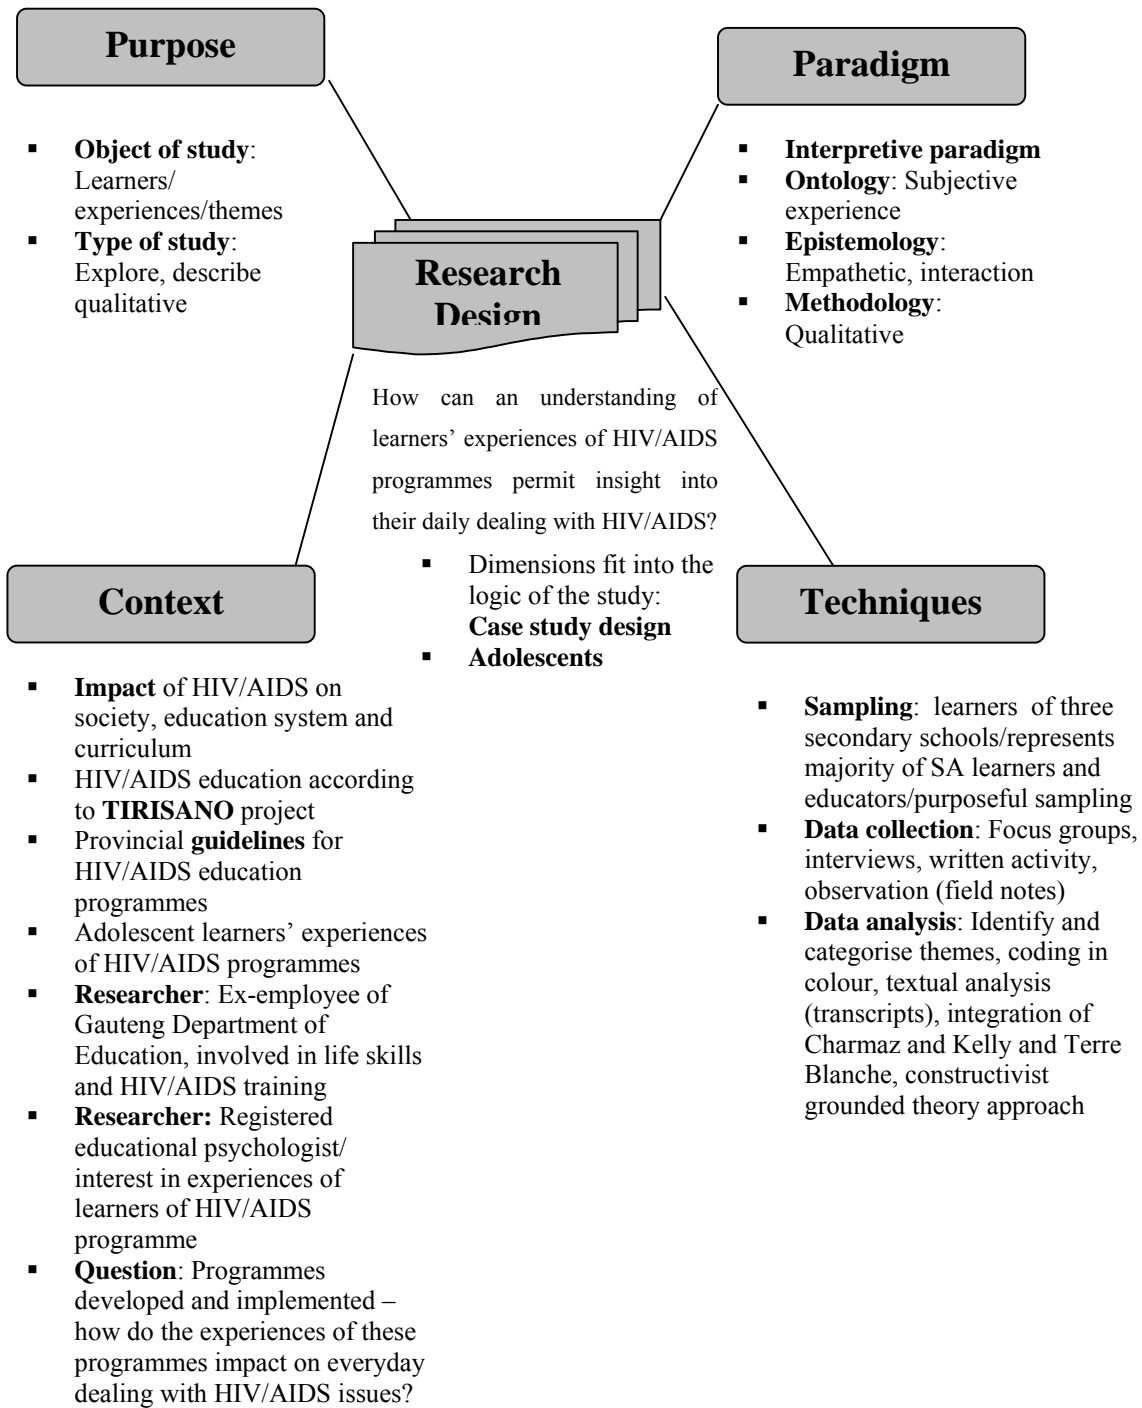 Purpose
▪ Object of study:
Learners/
experiences/themes
▪ Type of study:
Explore, describe
qualitative
Paradigm
▪ Interpretive paradigm
▪ Ontology: Subjective
experience
▪ Epistemology:
Empathetic, interaction
▪ Methodology:
Qualitative
Research
Design
How can an understanding of
learners’ experiences of HIV/AIDS
programmes permit insight into
their daily dealing with HIV/AIDS?
▪ Dimensions fit into the
logic of the study:
Case study design
▪ Adolescents
Context
▪ Impact of HIV/AIDS on
society, education system and
curriculum
▪ HIV/AIDS education according
to TIRISANO project
▪ Provincial guidelines for
HIV/AIDS education
programmes
▪ Adolescent learners’ experiences
of HIV/AIDS programmes
▪ Researcher: Ex-employee of
Gauteng Department of
Education, involved in life skills
and HIV/AIDS training
▪ Researcher: Registered
educational psychologist/
interest in experiences of
learners of HIV/AIDS
programme
▪ Question: Programmes
developed and implemented –
how do the experiences of these
programmes impact on everyday
dealing with HIV/AIDS issues?
Techniques
▪ Sampling: learners of three
secondary schools/represents
majority of SA learners and
educators/purposeful sampling
▪ Data collection: Focus groups,
interviews, written activity,
observation (field notes)
▪ Data analysis: Identify and
categorise themes, coding in
colour, textual analysis
(transcripts), integration of
Charmaz and Kelly and Terre
Blanche, constructivist
grounded theory approach